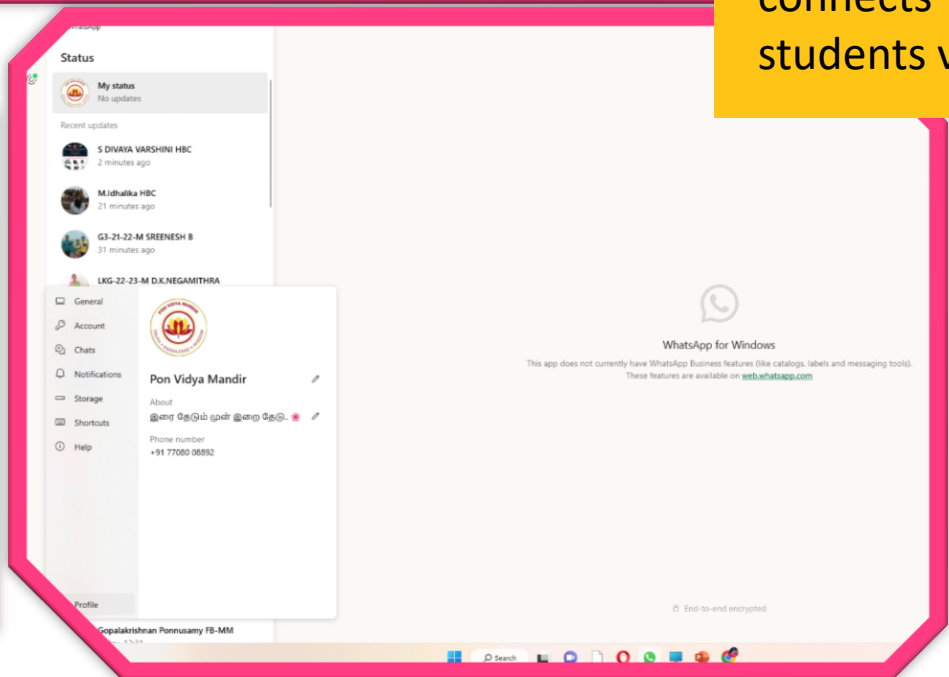 connects
students
WhatsApp
Status
My status
No updates
Recent updates
S DIVAYA VARSHINI HBC
2 minutes ago
M.Idhalika HBC
21 minutes ago
G3-21-22-M SREENESH B
31 minutes ago
LKG-22-23-M D.K.NEGAMITHRA
General
Account
Chats
Notifications
Storage
Shortcuts
Help
Profile
PON VIDYA MANDIR
Pon Vidya Mandir
About
இரை தேடும் முன் இறை தேடு.. 🌸
Phone number
+91 77080 08892
Gopalakrishnan Ponnusamy FB-MM
WhatsApp for Windows
This app does not currently have WhatsApp Business features (like catalogs, labels and messaging tools).
These features are available on web.whatsapp.com
End-to-end encrypted
Search